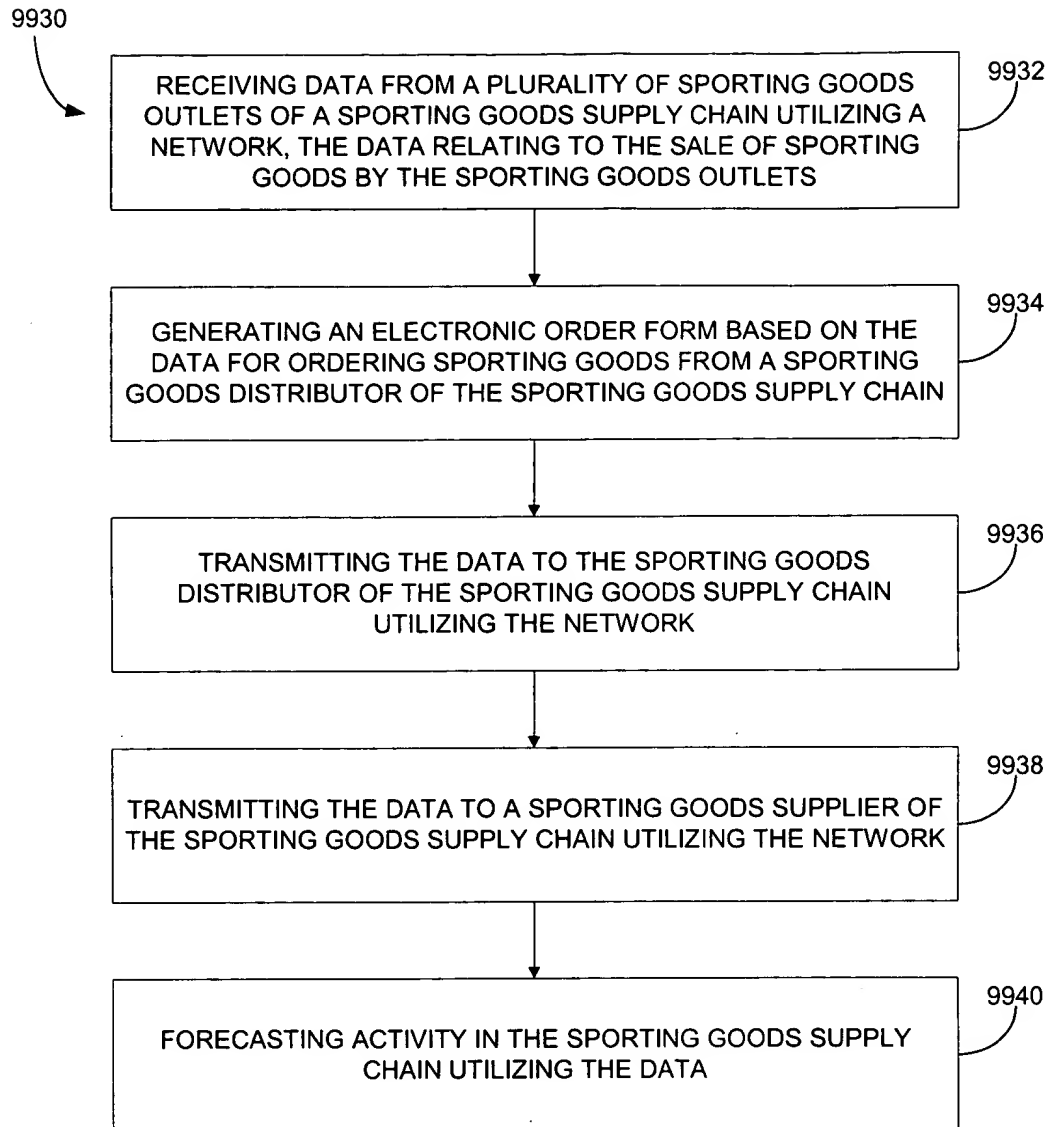 9930
RECEIVING DATA FROM A PLURALITY OF SPORTING GOODS
OUTLETS OF A SPORTING GOODS SUPPLY CHAIN UTILIZING A
NETWORK, THE DATA RELATING TO THE SALE OF SPORTING
GOODS BY THE SPORTING GOODS OUTLETS
9932
GENERATING AN ELECTRONIC ORDER FORM BASED ON THE
DATA FOR ORDERING SPORTING GOODS FROM A SPORTING
GOODS DISTRIBUTOR OF THE SPORTING GOODS SUPPLY CHAIN
9934
TRANSMITTING THE DATA TO THE SPORTING GOODS
DISTRIBUTOR OF THE SPORTING GOODS SUPPLY CHAIN
UTILIZING THE NETWORK
9936
TRANSMITTING THE DATA TO A SPORTING GOODS SUPPLIER OF
THE SPORTING GOODS SUPPLY CHAIN UTILIZING THE NETWORK
9938
FORECASTING ACTIVITY IN THE SPORTING GOODS SUPPLY
CHAIN UTILIZING THE DATA
9940